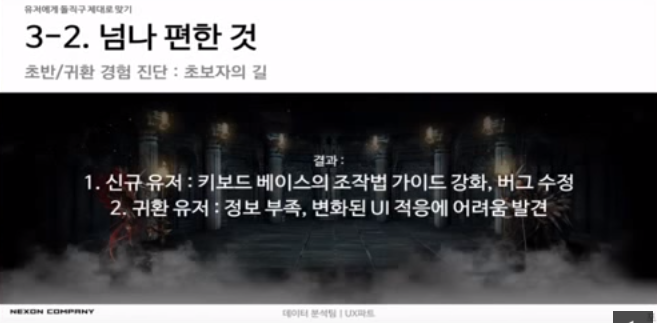 유저에게 돌직구 제대로 맞기
3-2. 넘나 편한 것
초반/귀환 경험 진단 : 초보자의 길
결과 :
1. 신규 유저 : 키보드 베이스의 조작법 가이드 강화, 버그 수정
2. 귀환 유저 : 정보 부족, 변화된 UI 적응에 어려움 발견
NEXON COMPANY
데이터 분석팀 | UX파트